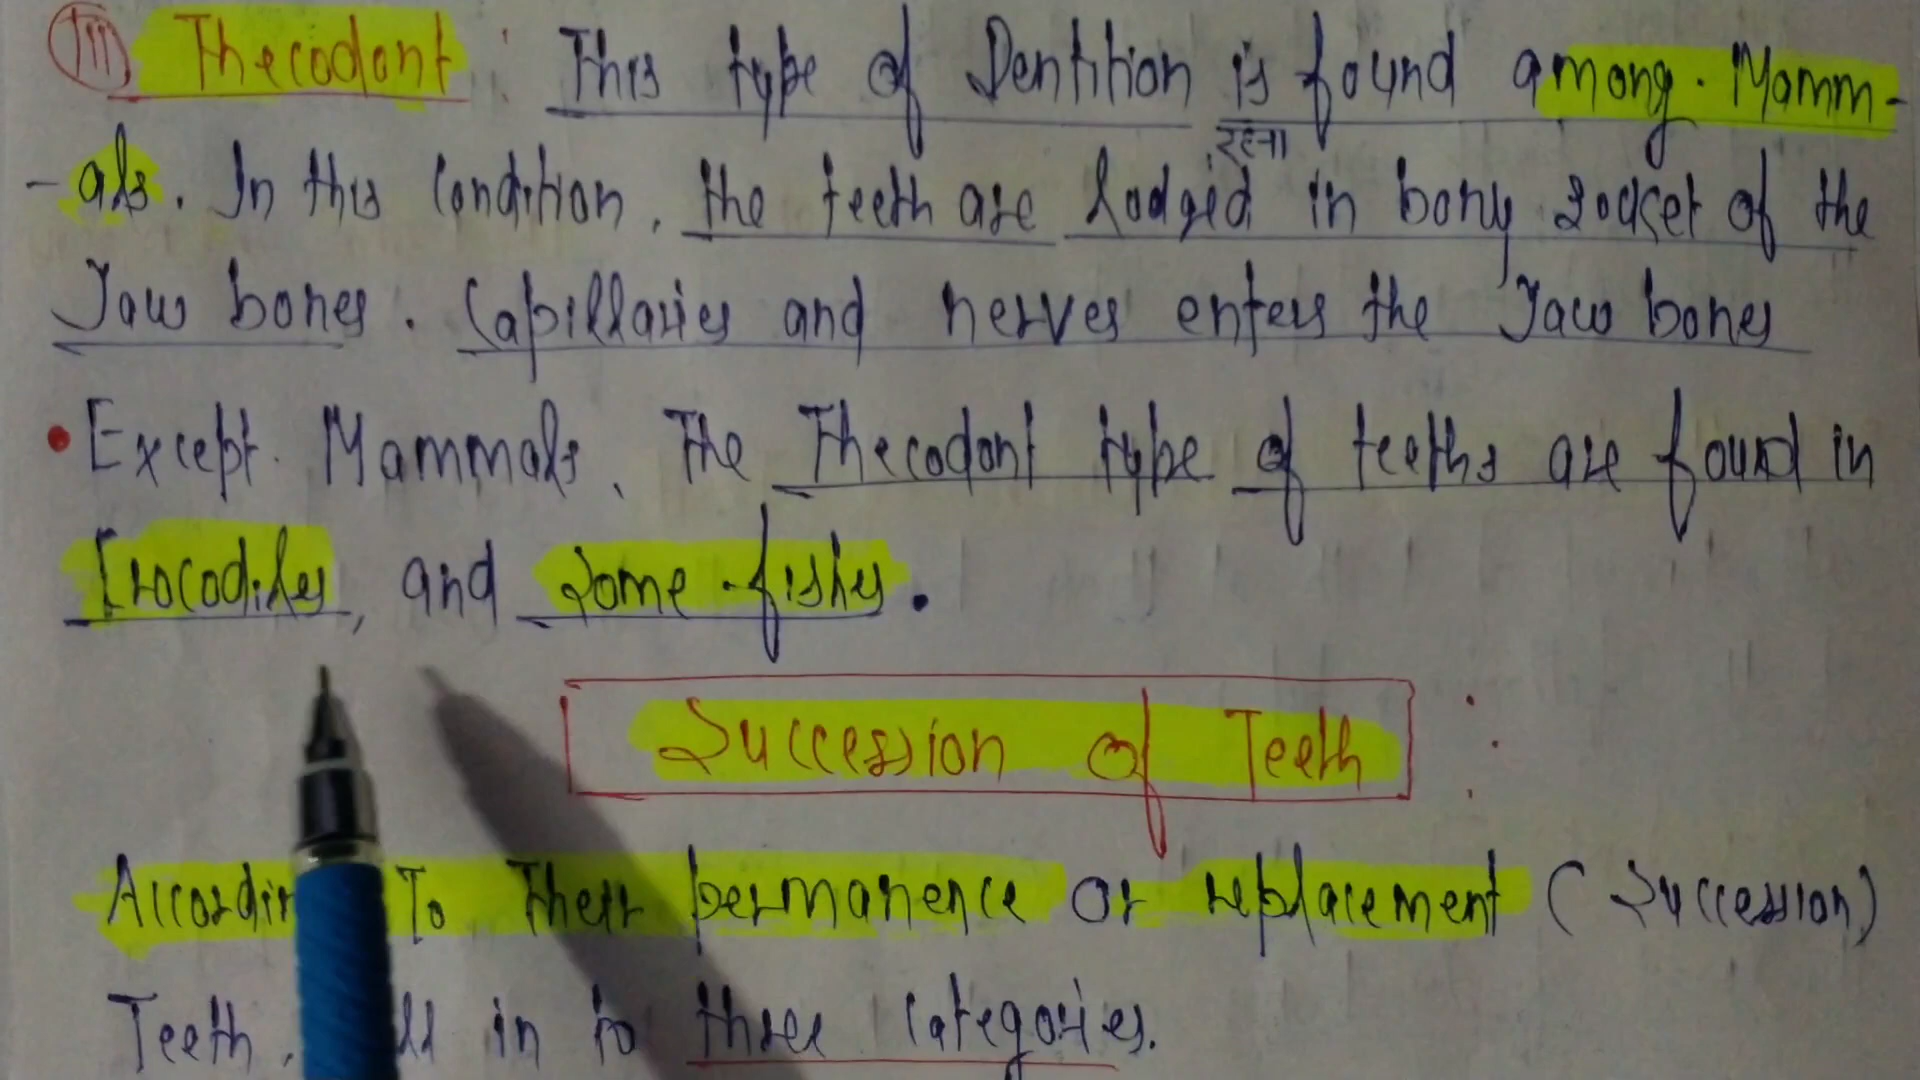 (III) Thecodont : This type of Dentition is found among Mamm-
रहना
- als. In this Condition, the teeth are lodged in bony socket of the
Jaw bones. Capillaries and nerves enters the Jaw bones
• Except Mammals, The Thecodont type of teeths are found in
Crocodiles, and some fishes.
Succession of Teeth :
To Their permanence or replacement (Succession)
Teeth, in to three Categories.